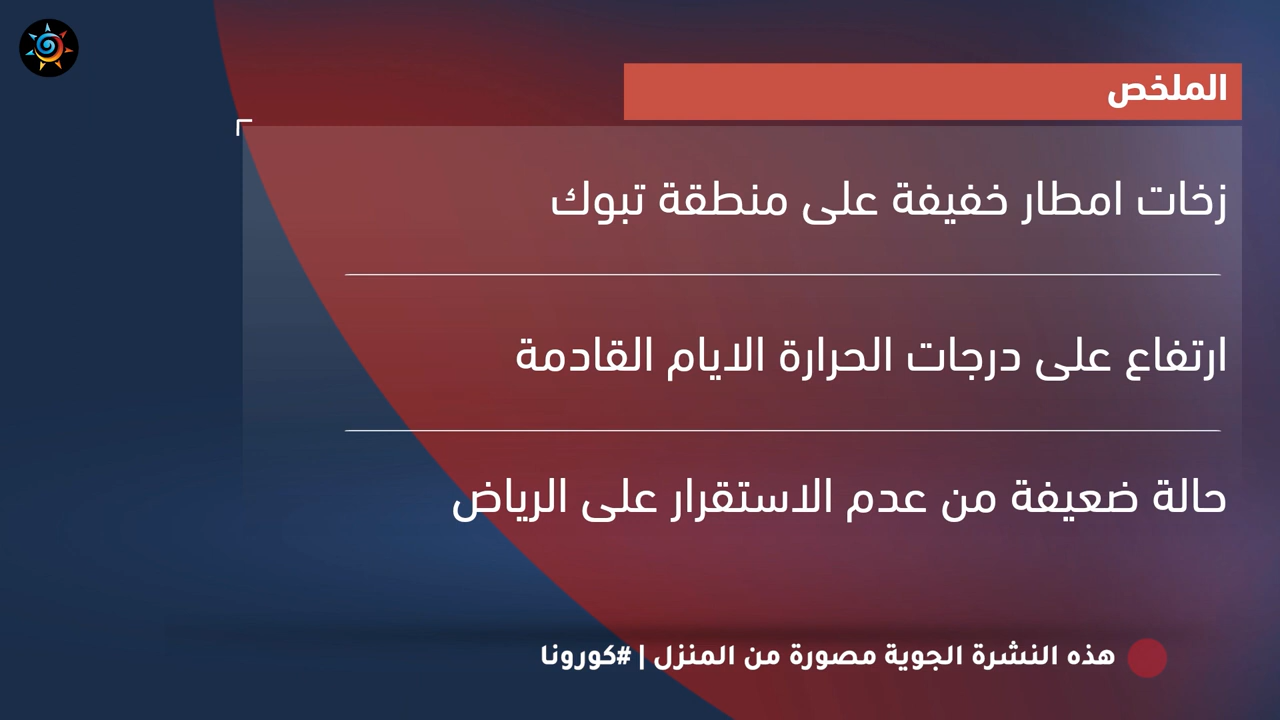 الملخص
زخات امطار خفيفة على منطقة تبوك
ارتفاع على درجات الحرارة الايام القادمة
حالة ضعيفة من عدم الاستقرار على الرياض
هذه النشرة الجوية مصورة من المنزل | #كورونا